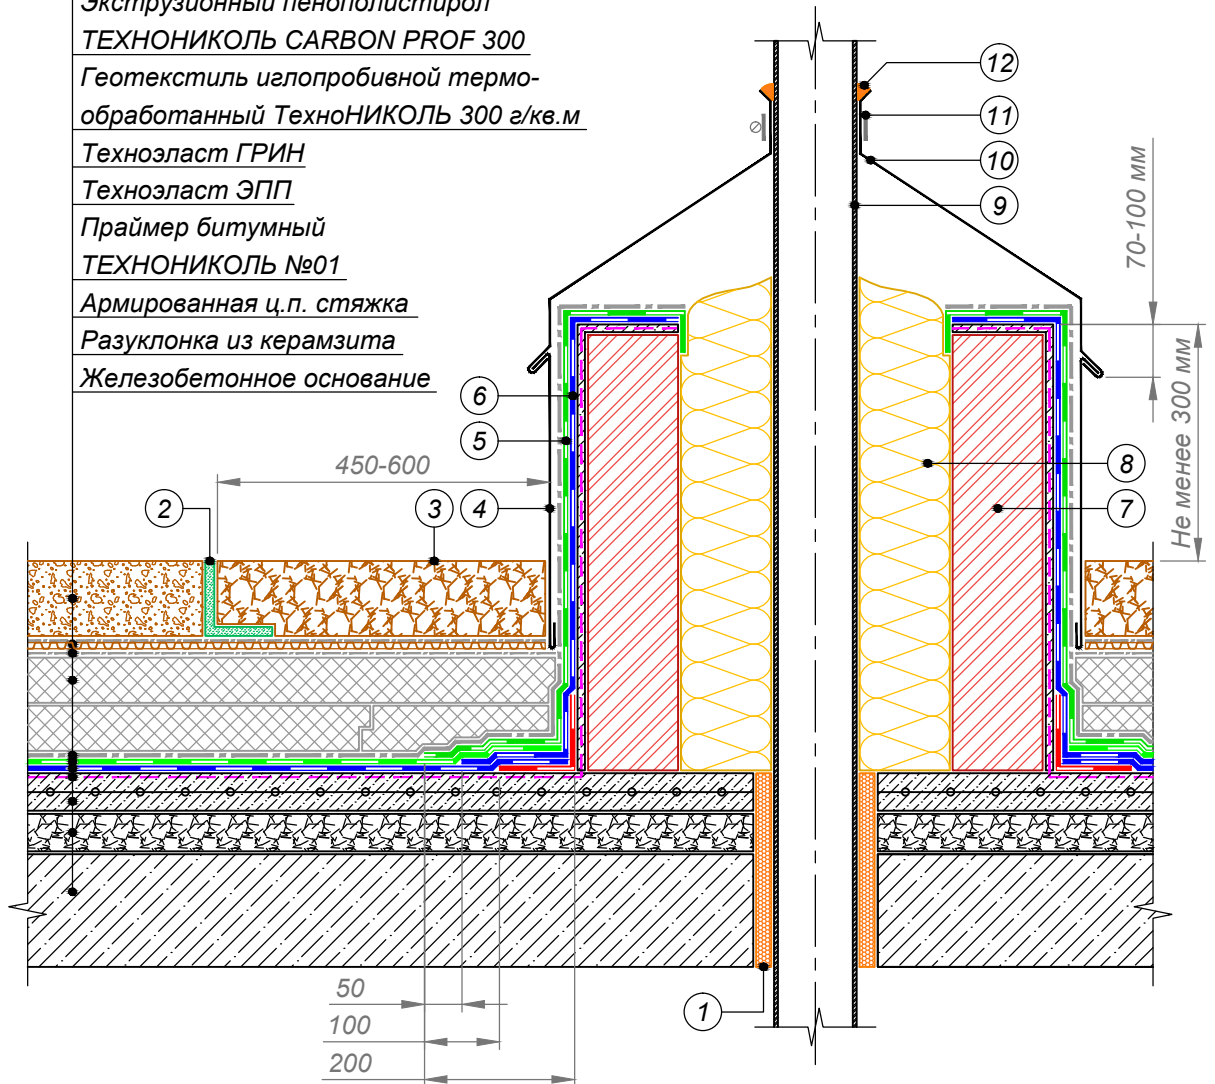 Экструзионный пенополистирол
ТЕХНОНИКОЛЬ CARBON PROF 300
Геотекстиль иглопробивной термо-
обработанный ТехноНИКОЛЬ 300 г/кв.м
Техноэласт ГРИН
Техноэласт ЭПП
Праймер битумный
ТЕХНОНИКОЛЬ №01
Армированная ц.п. стяжка
Разуклонка из керамзита
Железобетонное основание
12
11
10
9
70-100 мм
Не менее 300 мм
6
5
450-600
2
3
4
8
7
50
100
200
1